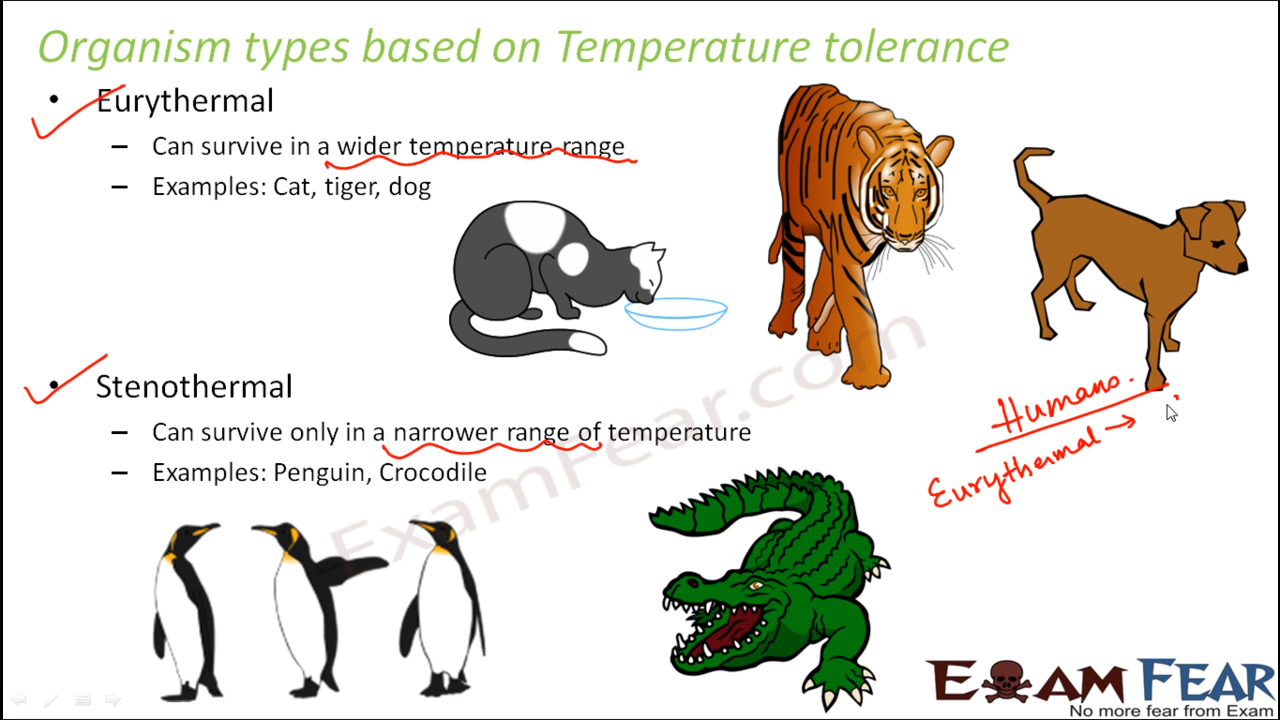 Organism types based on Temperature tolerance
• Eurythermal
– Can survive in a wider temperature range
– Examples: Cat, tiger, dog
• Stenothermal
– Can survive only in a narrower range of temperature
– Examples: Penguin, Crocodile
Humans.
Eurythermal →
ExamFear.com
EXAM FEAR
No more fear from Exam